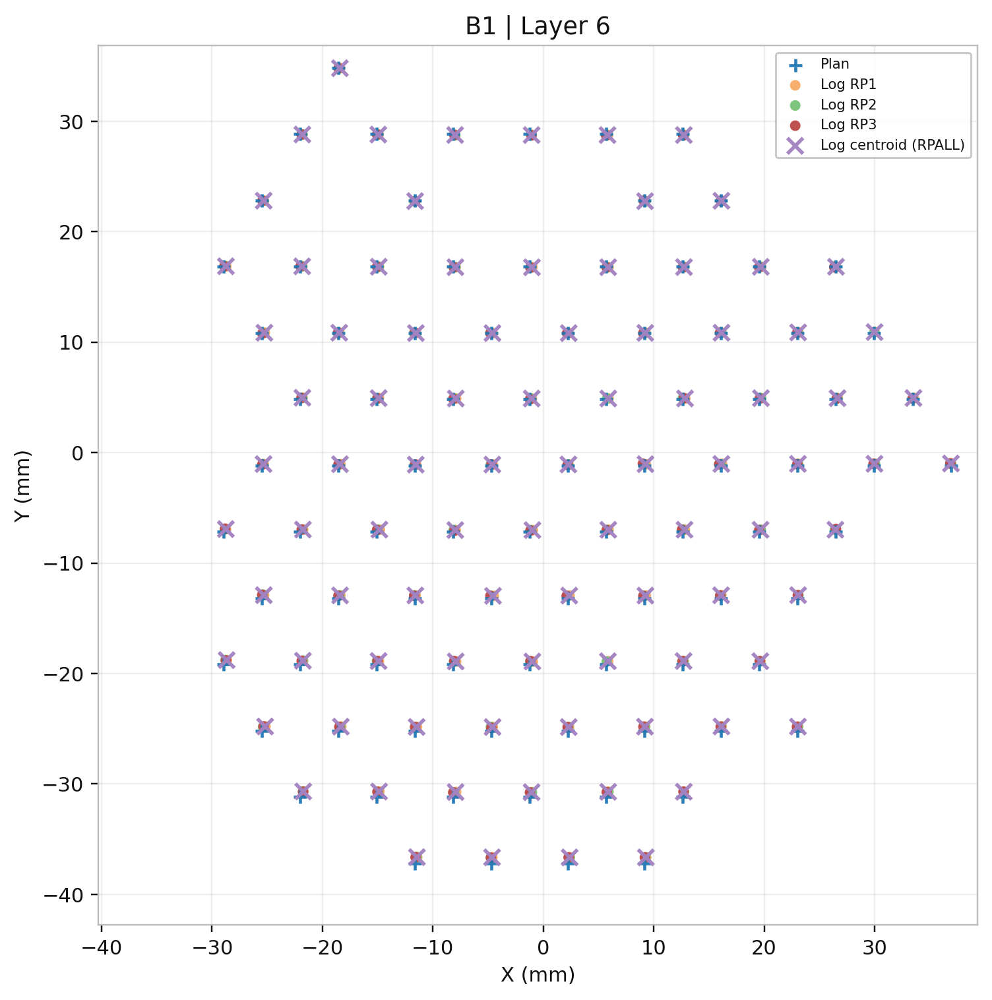 B1 | Layer 6
Plan
Log RP1
Log RP2
Log RP3
Log centroid (RPALL)
Y (mm)
30
20
10
0
−10
−20
−30
−40
−40 −30 −20 −10 0 10 20 30
X (mm)